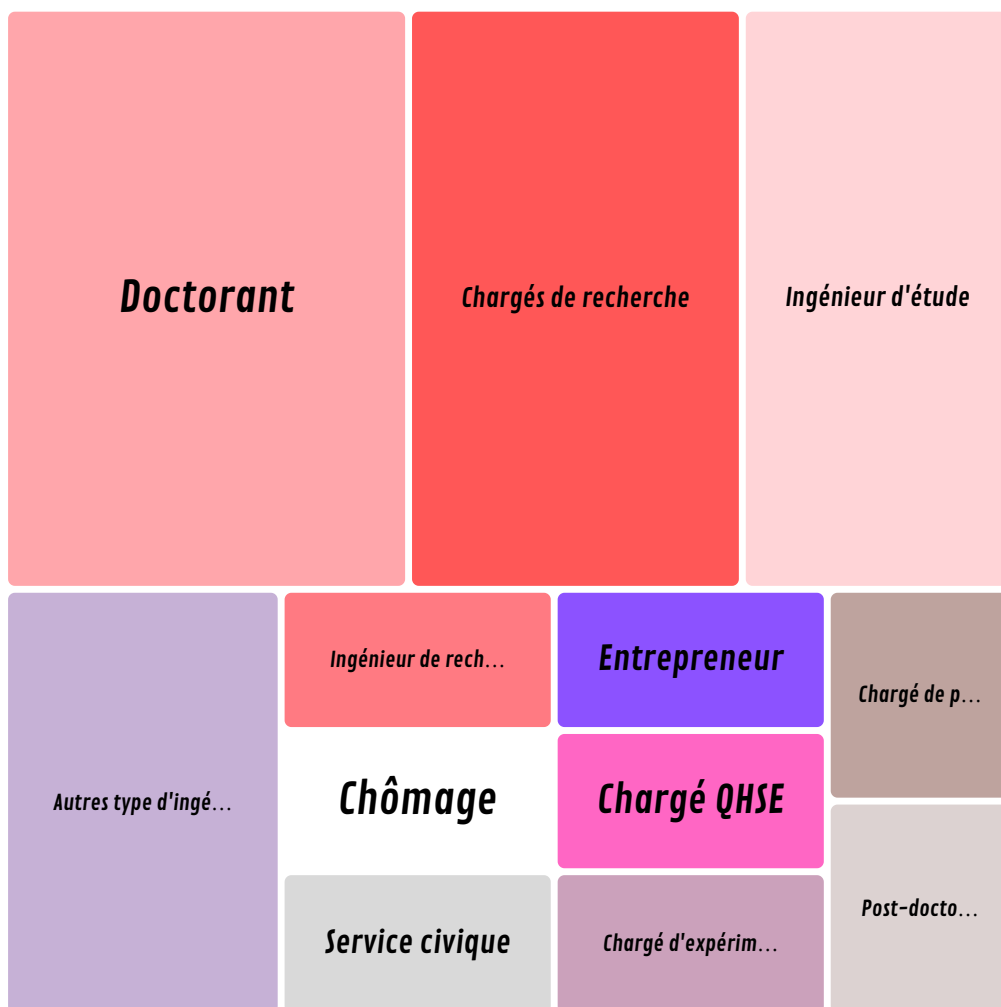 Doctorant
Chargés de recherche
Ingénieur d'étude
Ingénieur de rech...
Entrepreneur
Chargé de p...
Autres type d'ingé...
Chômage
Chargé QHSE
Post-docto...
Service civique
Chargé d'expérim...